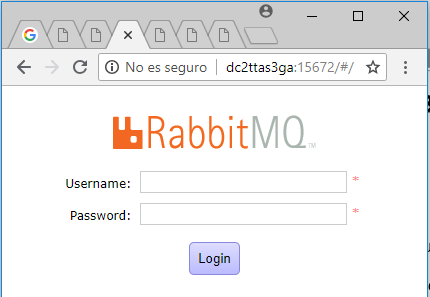 No es seguro dc2ttas3ga:15672/#/
RabbitMQ ™
Username: *
Password: *
Login